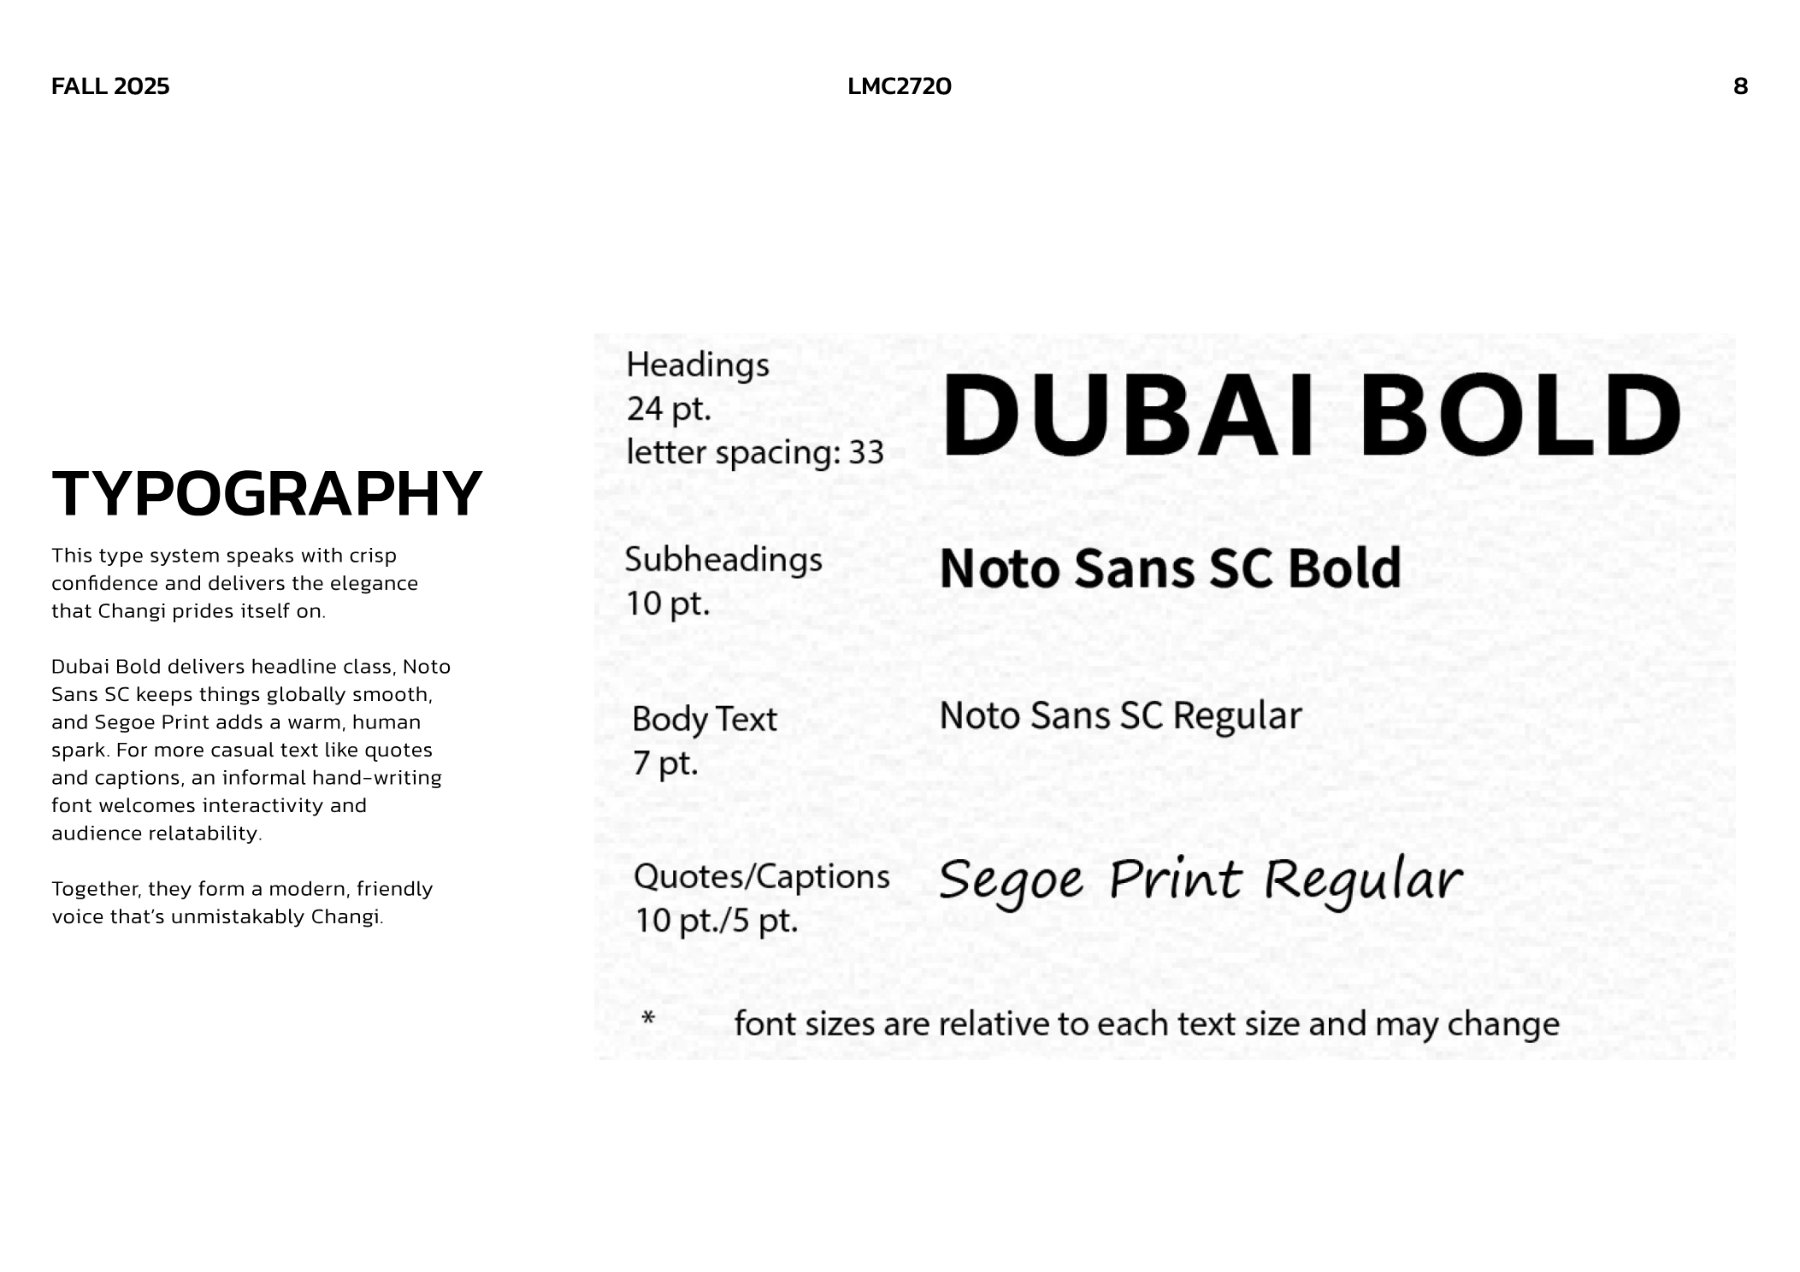 FALL 2025
LMC2720
8
TYPOGRAPHY
This type system speaks with crisp
confidence and delivers the elegance
that Changi prides itself on.
Dubai Bold delivers headline class, Noto
Sans SC keeps things globally smooth,
and Segoe Print adds a warm, human
spark. For more casual text like quotes
and captions, an informal hand-writing
font welcomes interactivity and
audience relatability.
Together, they form a modern, friendly
voice that’s unmistakably Changi.
Headings
24 pt.
letter spacing: 33
DUBAI BOLD
Subheadings
10 pt.
Noto Sans SC Bold
Body Text
7 pt.
Noto Sans SC Regular
Quotes/Captions
10 pt./5 pt.
Segoe Print Regular
* font sizes are relative to each text size and may change